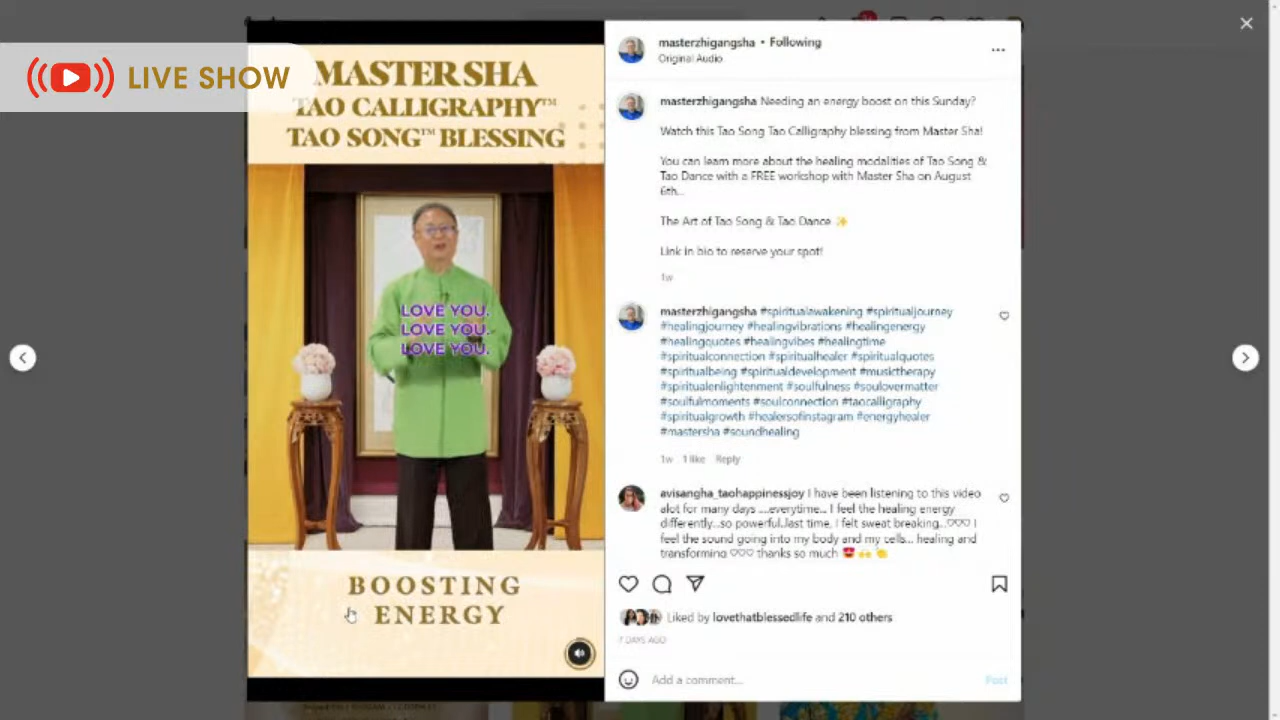 LIVE SHOW
MASTER SHA
TAO CALLIGRAPHY™
TAO SONG™ BLESSING
LOVE YOU.
LOVE YOU.
LOVE YOU.
BOOSTING
ENERGY
masterzhigangsha • Following
Original Audio
masterzhigangsha Needing an energy boost on this Sunday?
Watch this Tao Song Tao Calligraphy blessing from Master Sha!
You can learn more about the healing modalities of Tao Song &
Tao Dance with a FREE workshop with Master Sha on August
6th...
The Art of Tao Song & Tao Dance ✨
Link in bio to reserve your spot!
1w
masterzhigangsha #spiritualawakening #spiritualjourney
#healingjourney #healingvibrations #healingenergy
#healingquotes #healingvibes #healingtime
#spiritualconnection #spiritualhealer #spiritualquotes
#spiritualbeing #spiritualdevelopment #musictherapy
#spiritualenlightenment #soulfulness #soulovermatter
#soulfulmoments #soulconnection #taocalligraphy
#spiritualgrowth #healersofinstagram #energyhealer
#mastersha #soundhealing
1w 1 like Reply
avisangha_taohappinessjoy I have been listening to this video
alot for many days ....everytime... I feel the healing energy
differently...so powerful..last time, I felt sweat breaking...♡♡♡ I
feel the sound going into my body and my cells... healing and
transforming ♡♡♡ thanks so much 😍 🙌 👏
Liked by lovethatblessedlife and 210 others
7 DAYS AGO
Add a comment...
Post